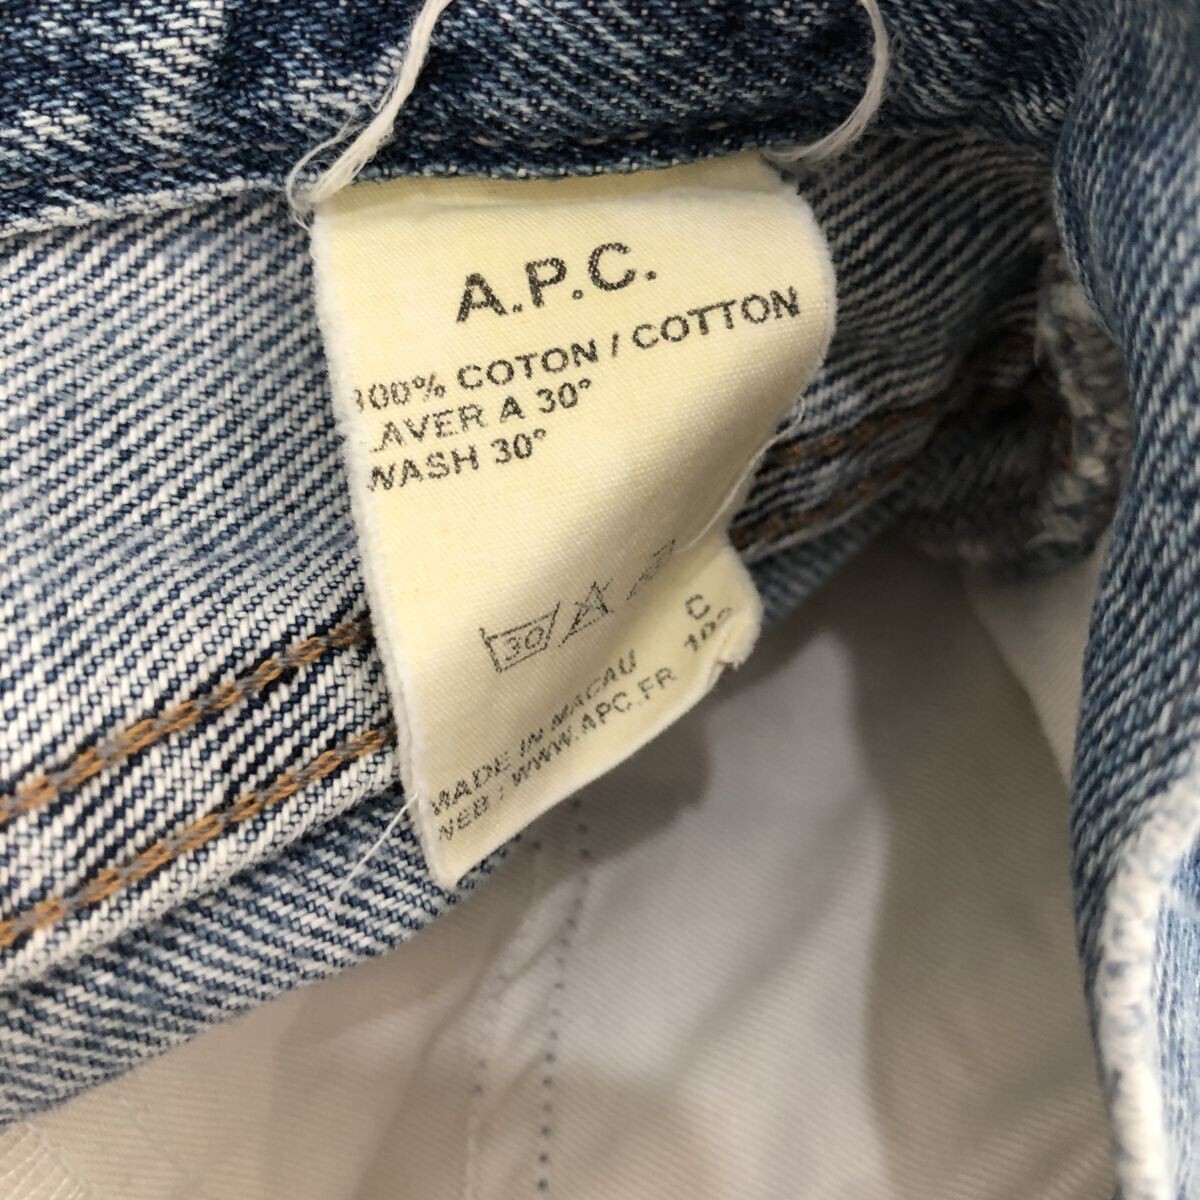 A.P.C.
100% COTON / COTTON
LAVER A 30°
WASH 30°
30
C
MADE IN MACAU
WEB : WWW.APC.FR